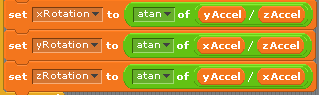 set xRotation to atan of yAccel / zAccel
set yRotation to atan of xAccel / zAccel
set zRotation to atan of yAccel / xAccel